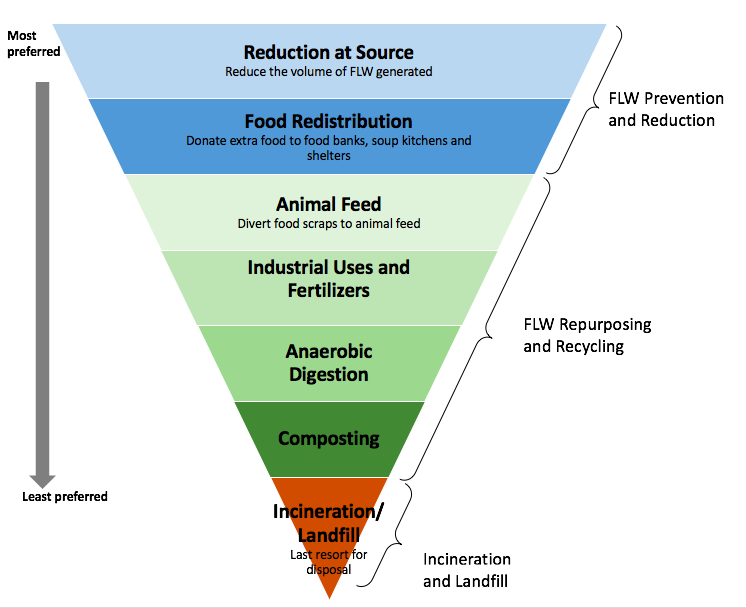 Most
preferred
Reduction at Source
Reduce the volume of FLW generated
Food Redistribution
Donate extra food to food banks, soup kitchens and
shelters
FLW Prevention
and Reduction
Animal Feed
Divert food scraps to animal feed
Industrial Uses and
Fertilizers
Anaerobic
Digestion
Composting
FLW Repurposing
and Recycling
Least preferred
Incineration/
Landfill
Last resort for
disposal
Incineration
and Landfill